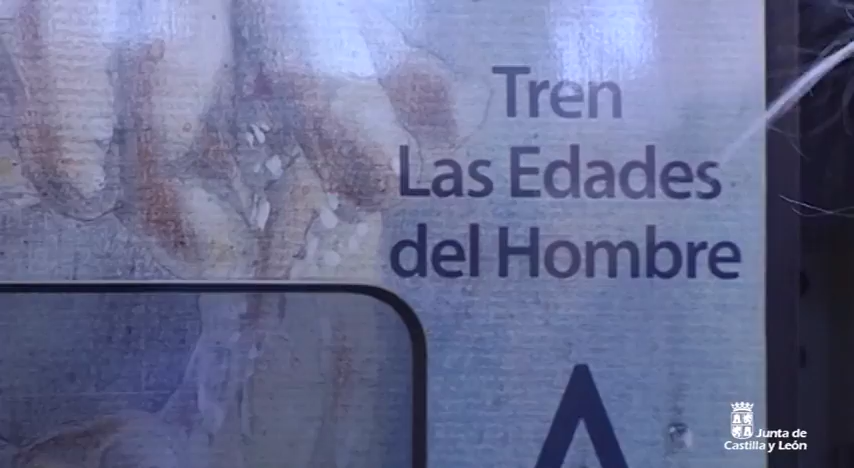 Tren
Las Edades
del Hombre
Junta de
Castilla y León